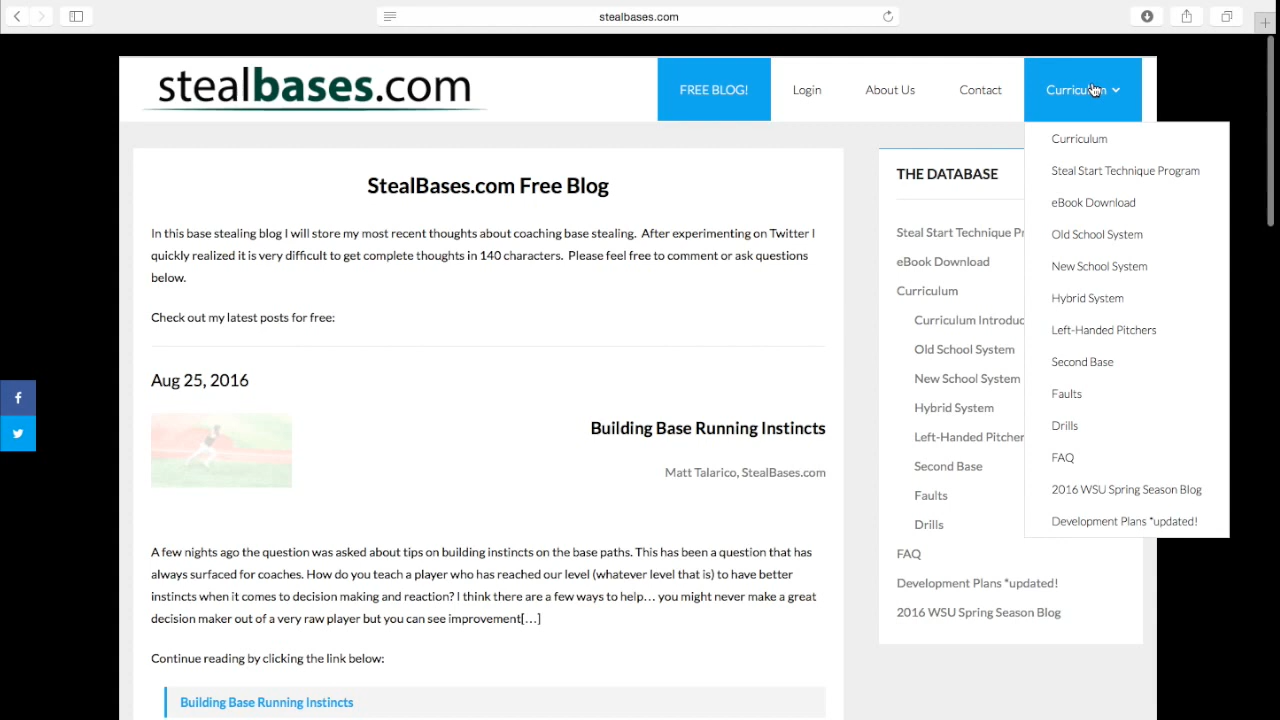 stealbases.com
stealbases.com
FREE BLOG!
Login
About Us
Contact
Curriculum
Curriculum
Steal Start Technique Program
eBook Download
Old School System
New School System
Hybrid System
Left-Handed Pitchers
Second Base
Faults
Drills
FAQ
2016 WSU Spring Season Blog
Development Plans *updated!
StealBases.com Free Blog
In this base stealing blog I will store my most recent thoughts about coaching base stealing. After experimenting on Twitter I
quickly realized it is very difficult to get complete thoughts in 140 characters. Please feel free to comment or ask questions
below.
Check out my latest posts for free:
Aug 25, 2016
Building Base Running Instincts
Matt Talarico, StealBases.com
A few nights ago the question was asked about tips on building instincts on the base paths. This has been a question that has
always surfaced for coaches. How do you teach a player who has reached our level (whatever level that is) to have better
instincts when it comes to decision making and reaction? I think there are a few ways to help… you might never make a great
decision maker out of a very raw player but you can see improvement[…]
Continue reading by clicking the link below:
Building Base Running Instincts
THE DATABASE
Steal Start Technique Pr
eBook Download
Curriculum
Curriculum Introduc
Old School System
New School System
Hybrid System
Left-Handed Pitcher
Second Base
Faults
Drills
FAQ
Development Plans *updated!
2016 WSU Spring Season Blog